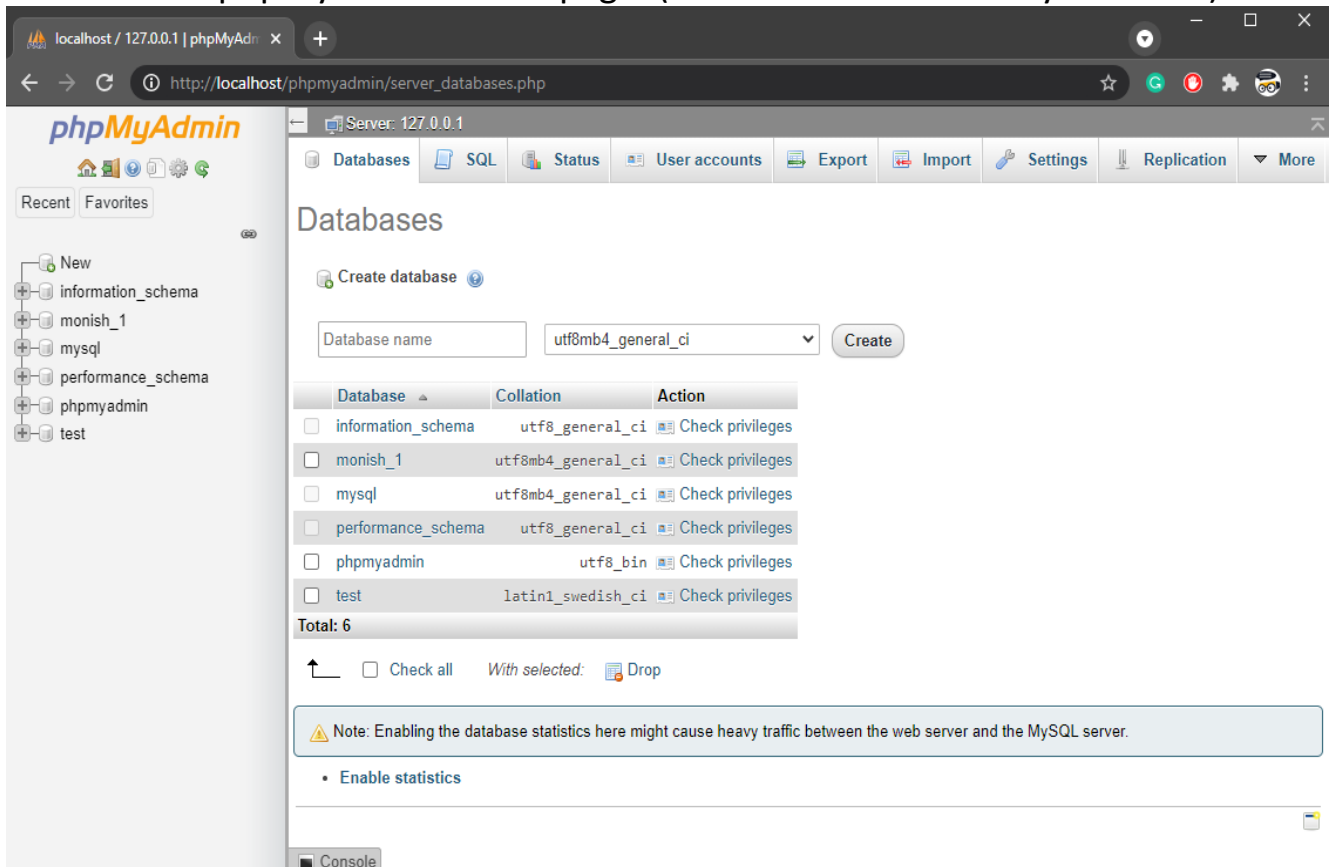 localhost / 127.0.0.1 | phpMyAdm
http://localhost/phpmyadmin/server_databases.php
phpMyAdmin
Recent Favorites
New
information_schema
monish_1
mysql
performance_schema
phpmyadmin
test
Server: 127.0.0.1
Databases SQL Status User accounts Export Import Settings Replication More
Databases
Create database
Database name utf8mb4_general_ci Create
Database Collation Action
information_schema utf8_general_ci Check privileges
monish_1 utf8mb4_general_ci Check privileges
mysql utf8mb4_general_ci Check privileges
performance_schema utf8_general_ci Check privileges
phpmyadmin utf8_bin Check privileges
test latin1_swedish_ci Check privileges
Total: 6
Check all With selected: Drop
Note: Enabling the database statistics here might cause heavy traffic between the web server and the MySQL server.
Enable statistics
Console